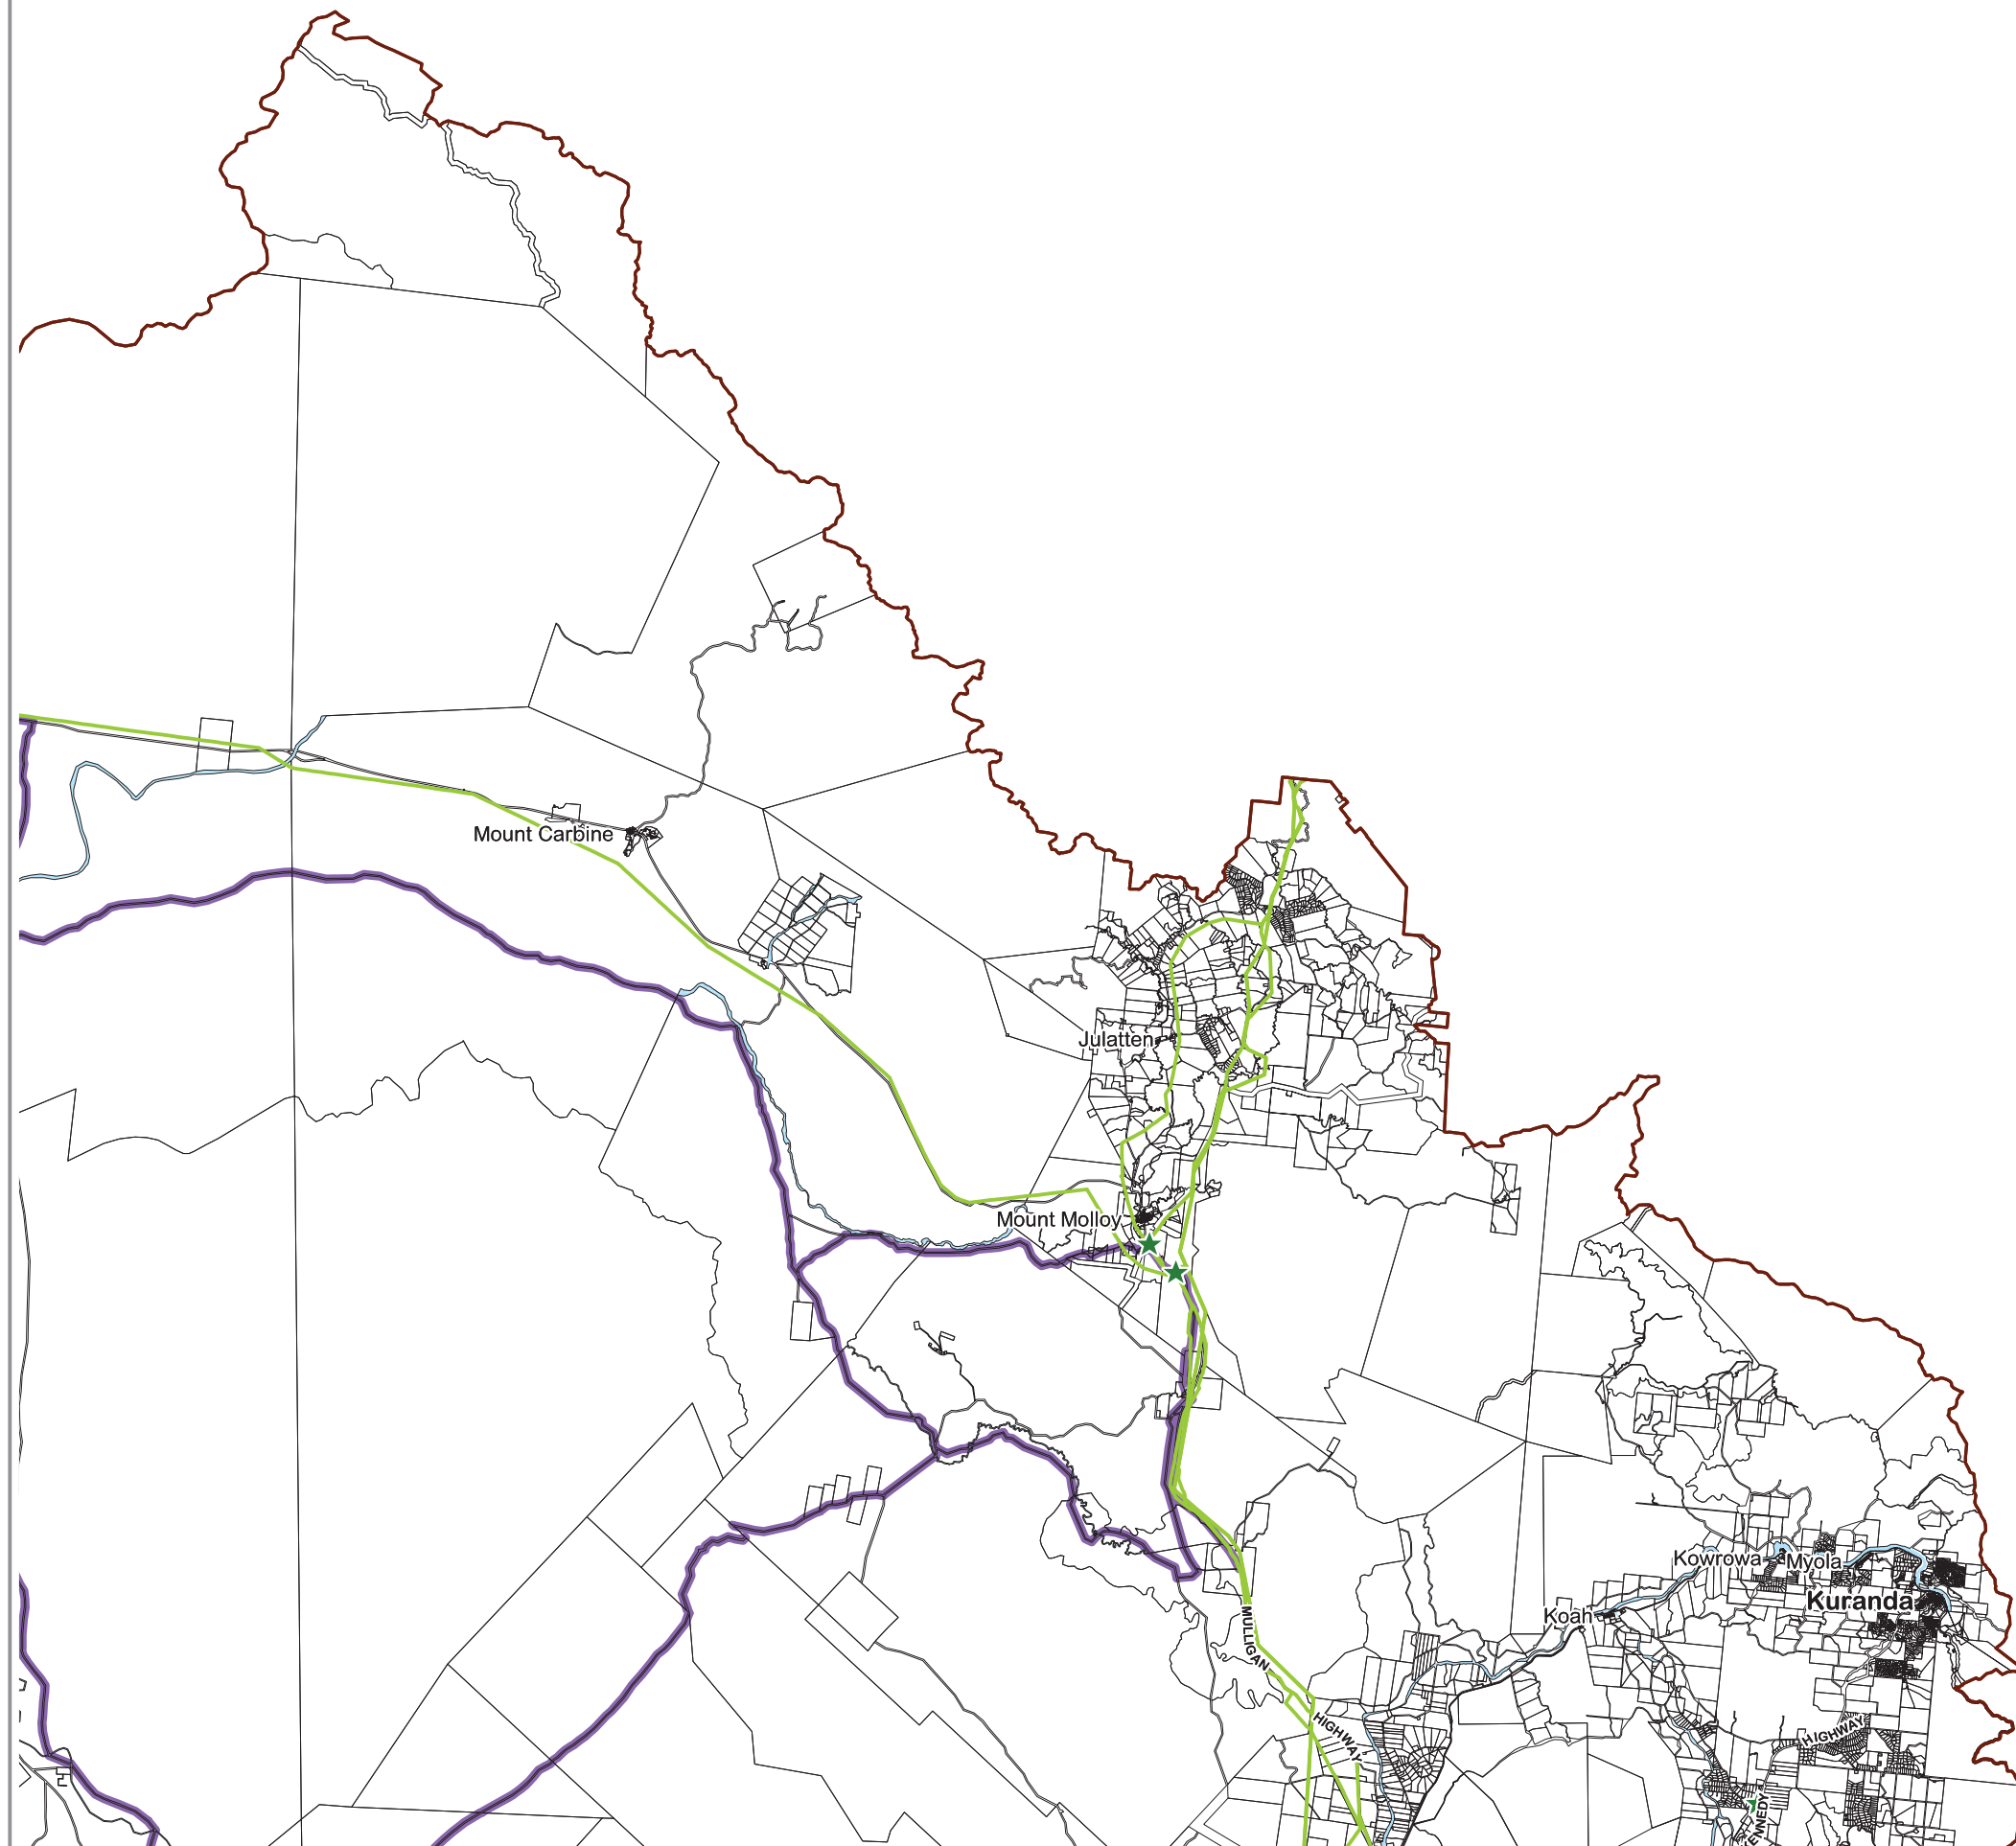 Mount Carbine
Julatten
Mount Molloy
Kowrowa
Myola
Kuranda
Koah
MULLIGAN
HIGHWAY
HIGHWAY